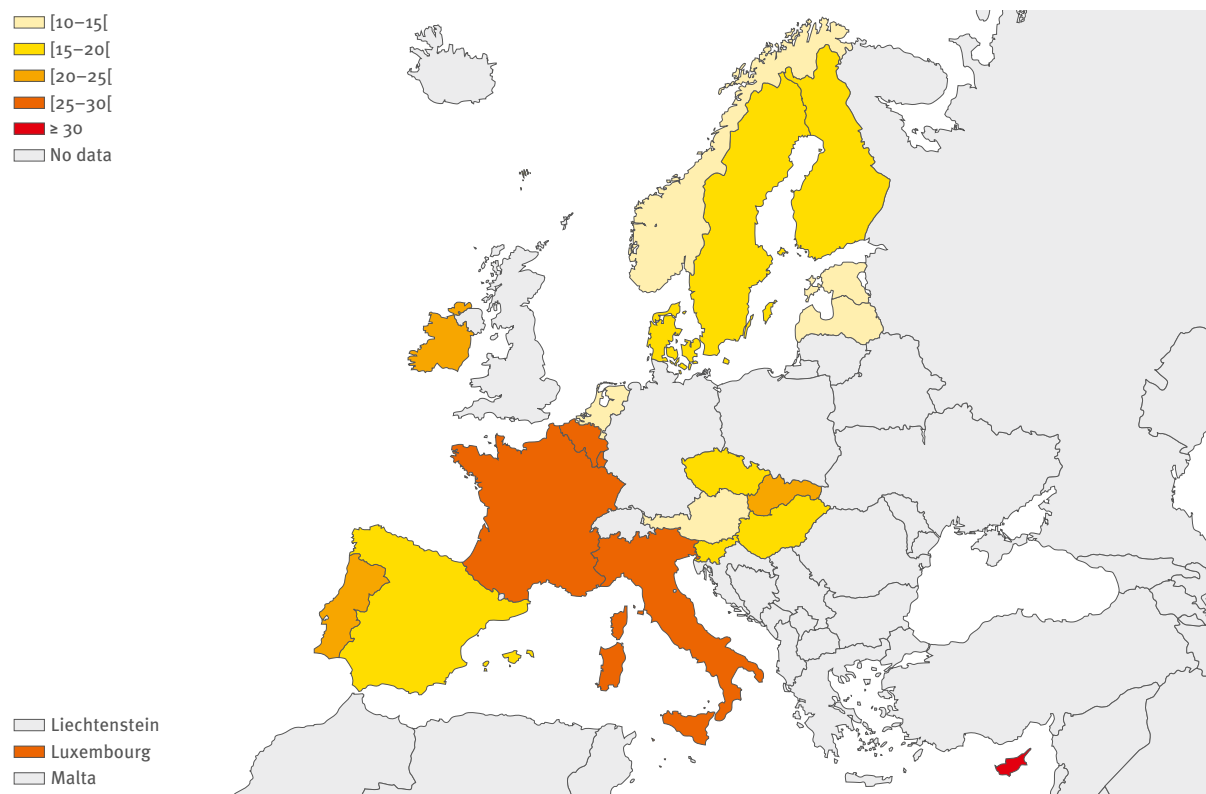 [10–15[
[15–20[
[20–25[
[25–30[
≥ 30
No data
Liechtenstein
Luxembourg
Malta